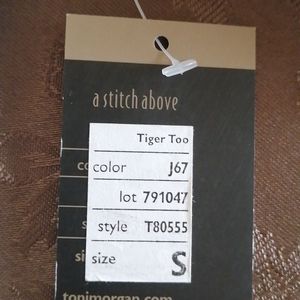 a stitch above
Tiger Too
color J67
lot 791047
style T80555
size S
tonimorgan.com